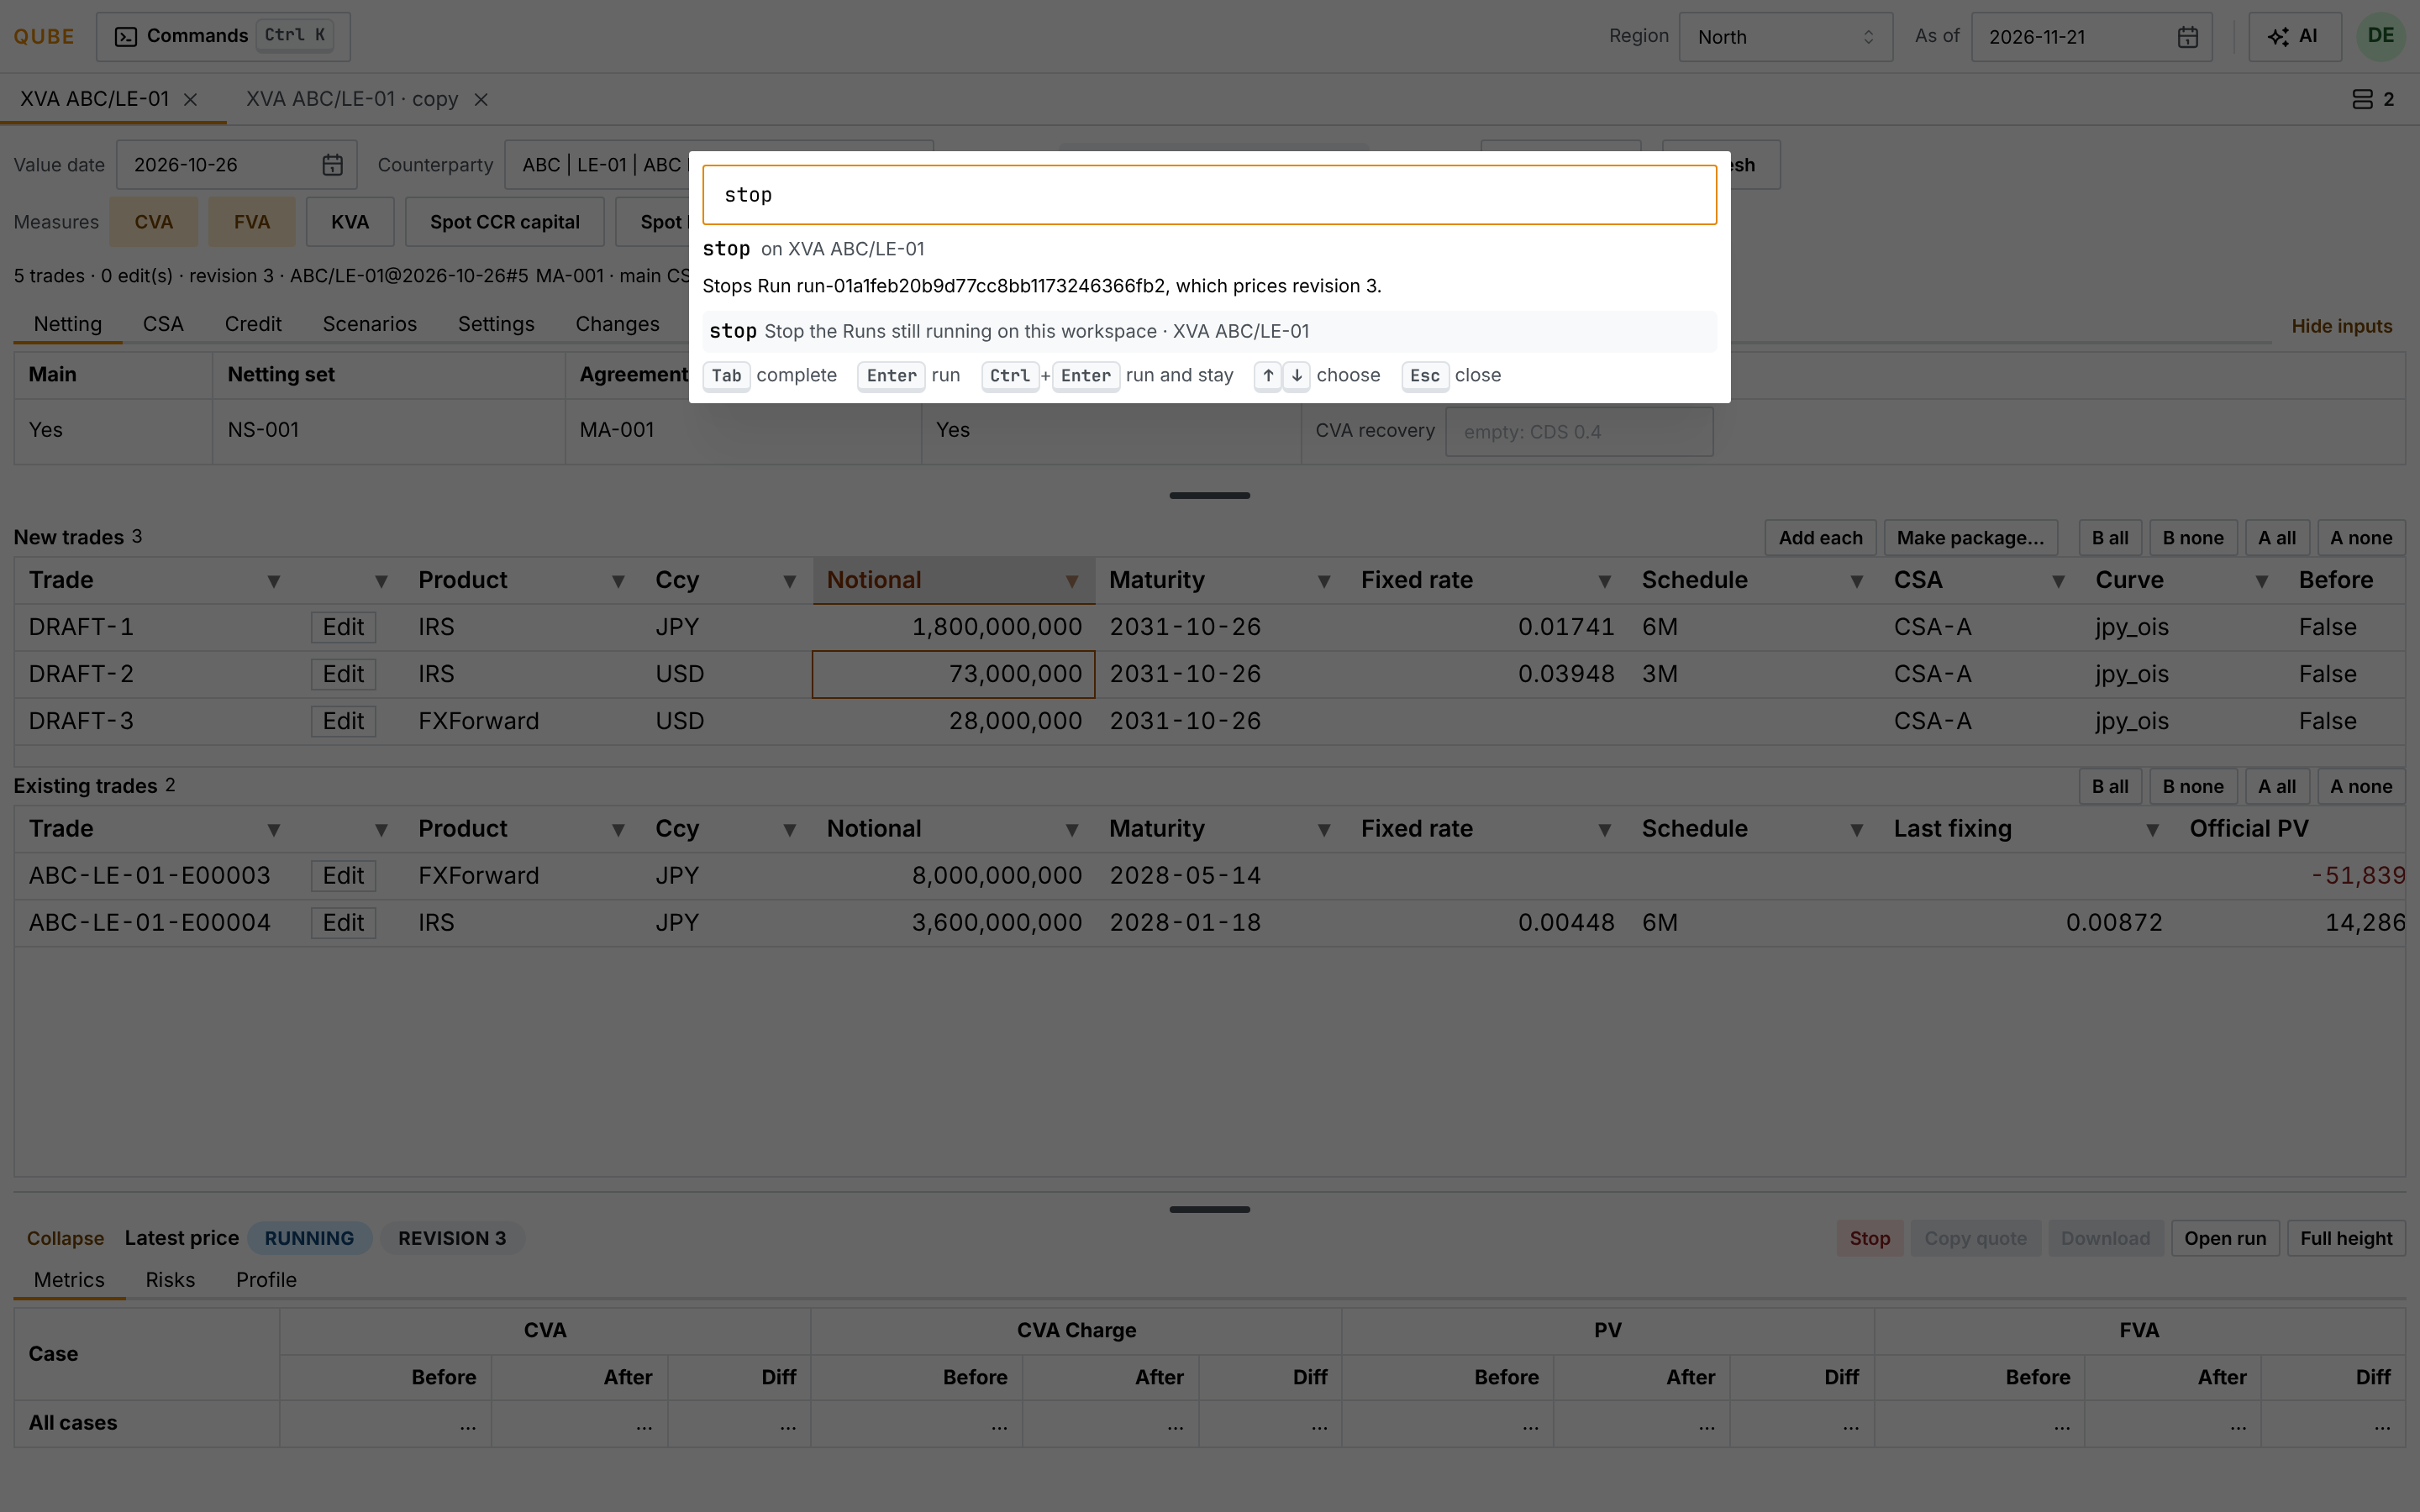 QUBE Commands Ctrl K Region North As of 2026-11-21 AI DE
XVA ABC/LE-01 XVA ABC/LE-01 · copy 2
Value date 2026-10-26 Counterparty ABC | LE-01 | ABC
Measures CVA FVA KVA Spot CCR capital Spot
5 trades · 0 edit(s) · revision 3 · ABC/LE-01@2026-10-26#5 MA-001 · main
stop
stop on XVA ABC/LE-01
Stops Run run-01a1feb20b9d77cc8bb1173246366fb2, which prices revision 3.
stop Stop the Runs still running on this workspace · XVA ABC/LE-01
Tab complete Enter run Ctrl+Enter run and stay ↑ ↓ choose Esc close
Netting CSA Credit Scenarios Settings Changes Hide inputs
Main Netting set Agreement
Yes NS-001 MA-001 Yes CVA recovery empty: CDS 0.4
New trades 3 Add each Make package... B all B none A all A none
Trade Product Ccy Notional Maturity Fixed rate Schedule CSA Curve Before
DRAFT-1 Edit IRS JPY 1,800,000,000 2031-10-26 0.01741 6M CSA-A jpy_ois False
DRAFT-2 Edit IRS USD 73,000,000 2031-10-26 0.03948 3M CSA-A jpy_ois False
DRAFT-3 Edit FXForward USD 28,000,000 2031-10-26 CSA-A jpy_ois False
Existing trades 2 B all B none A all A none
Trade Product Ccy Notional Maturity Fixed rate Schedule Last fixing Official PV
ABC-LE-01-E00003 Edit FXForward JPY 8,000,000,000 2028-05-14 -51,839
ABC-LE-01-E00004 Edit IRS JPY 3,600,000,000 2028-01-18 0.00448 6M 0.00872 14,286
Collapse Latest price RUNNING REVISION 3 Stop Copy quote Download Open run Full height
Metrics Risks Profile
Case CVA CVA Charge PV FVA
Before After Diff Before After Diff Before After Diff Before After Diff
All cases ... ... ... ... ... ... ... ... ... ... ... ...